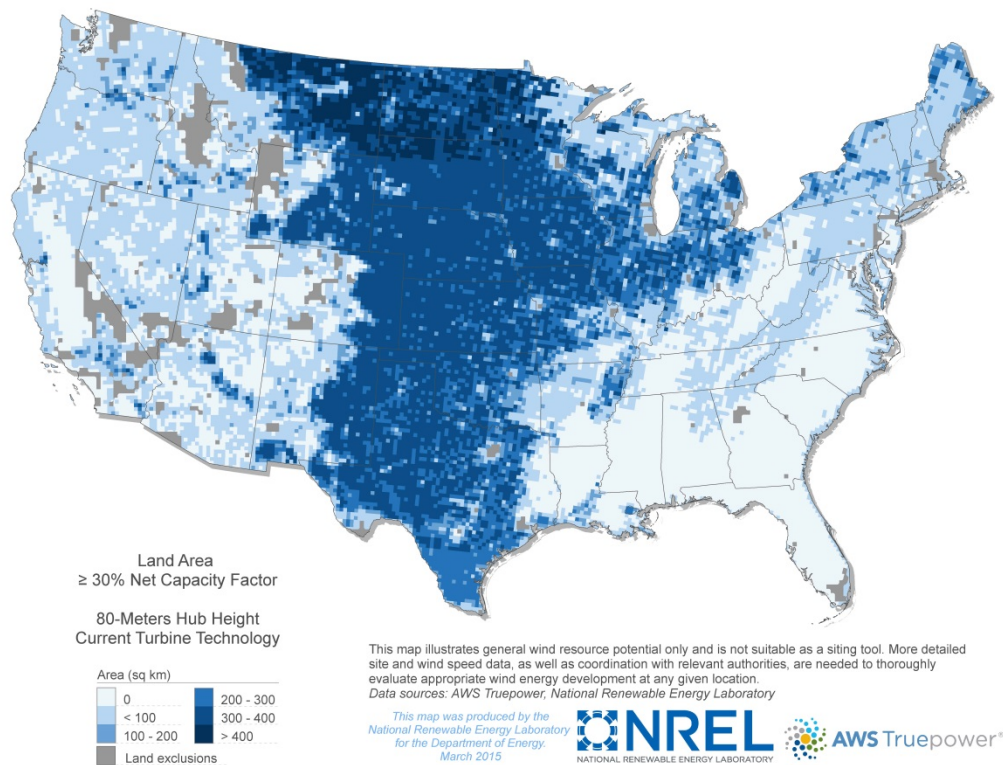 Land Area
≥ 30% Net Capacity Factor
80-Meters Hub Height
Current Turbine Technology
Area (sq km)
0
< 100
100 - 200
200 - 300
300 - 400
> 400
Land exclusions
This map illustrates general wind resource potential only and is not suitable as a siting tool. More detailed
site and wind speed data, as well as coordination with relevant authorities, are needed to thoroughly
evaluate appropriate wind energy development at any given location.
Data sources: AWS Truepower, National Renewable Energy Laboratory
This map was produced by the
National Renewable Energy Laboratory
for the Department of Energy.
March 2015
NREL
NATIONAL RENEWABLE ENERGY LABORATORY
AWS Truepower®